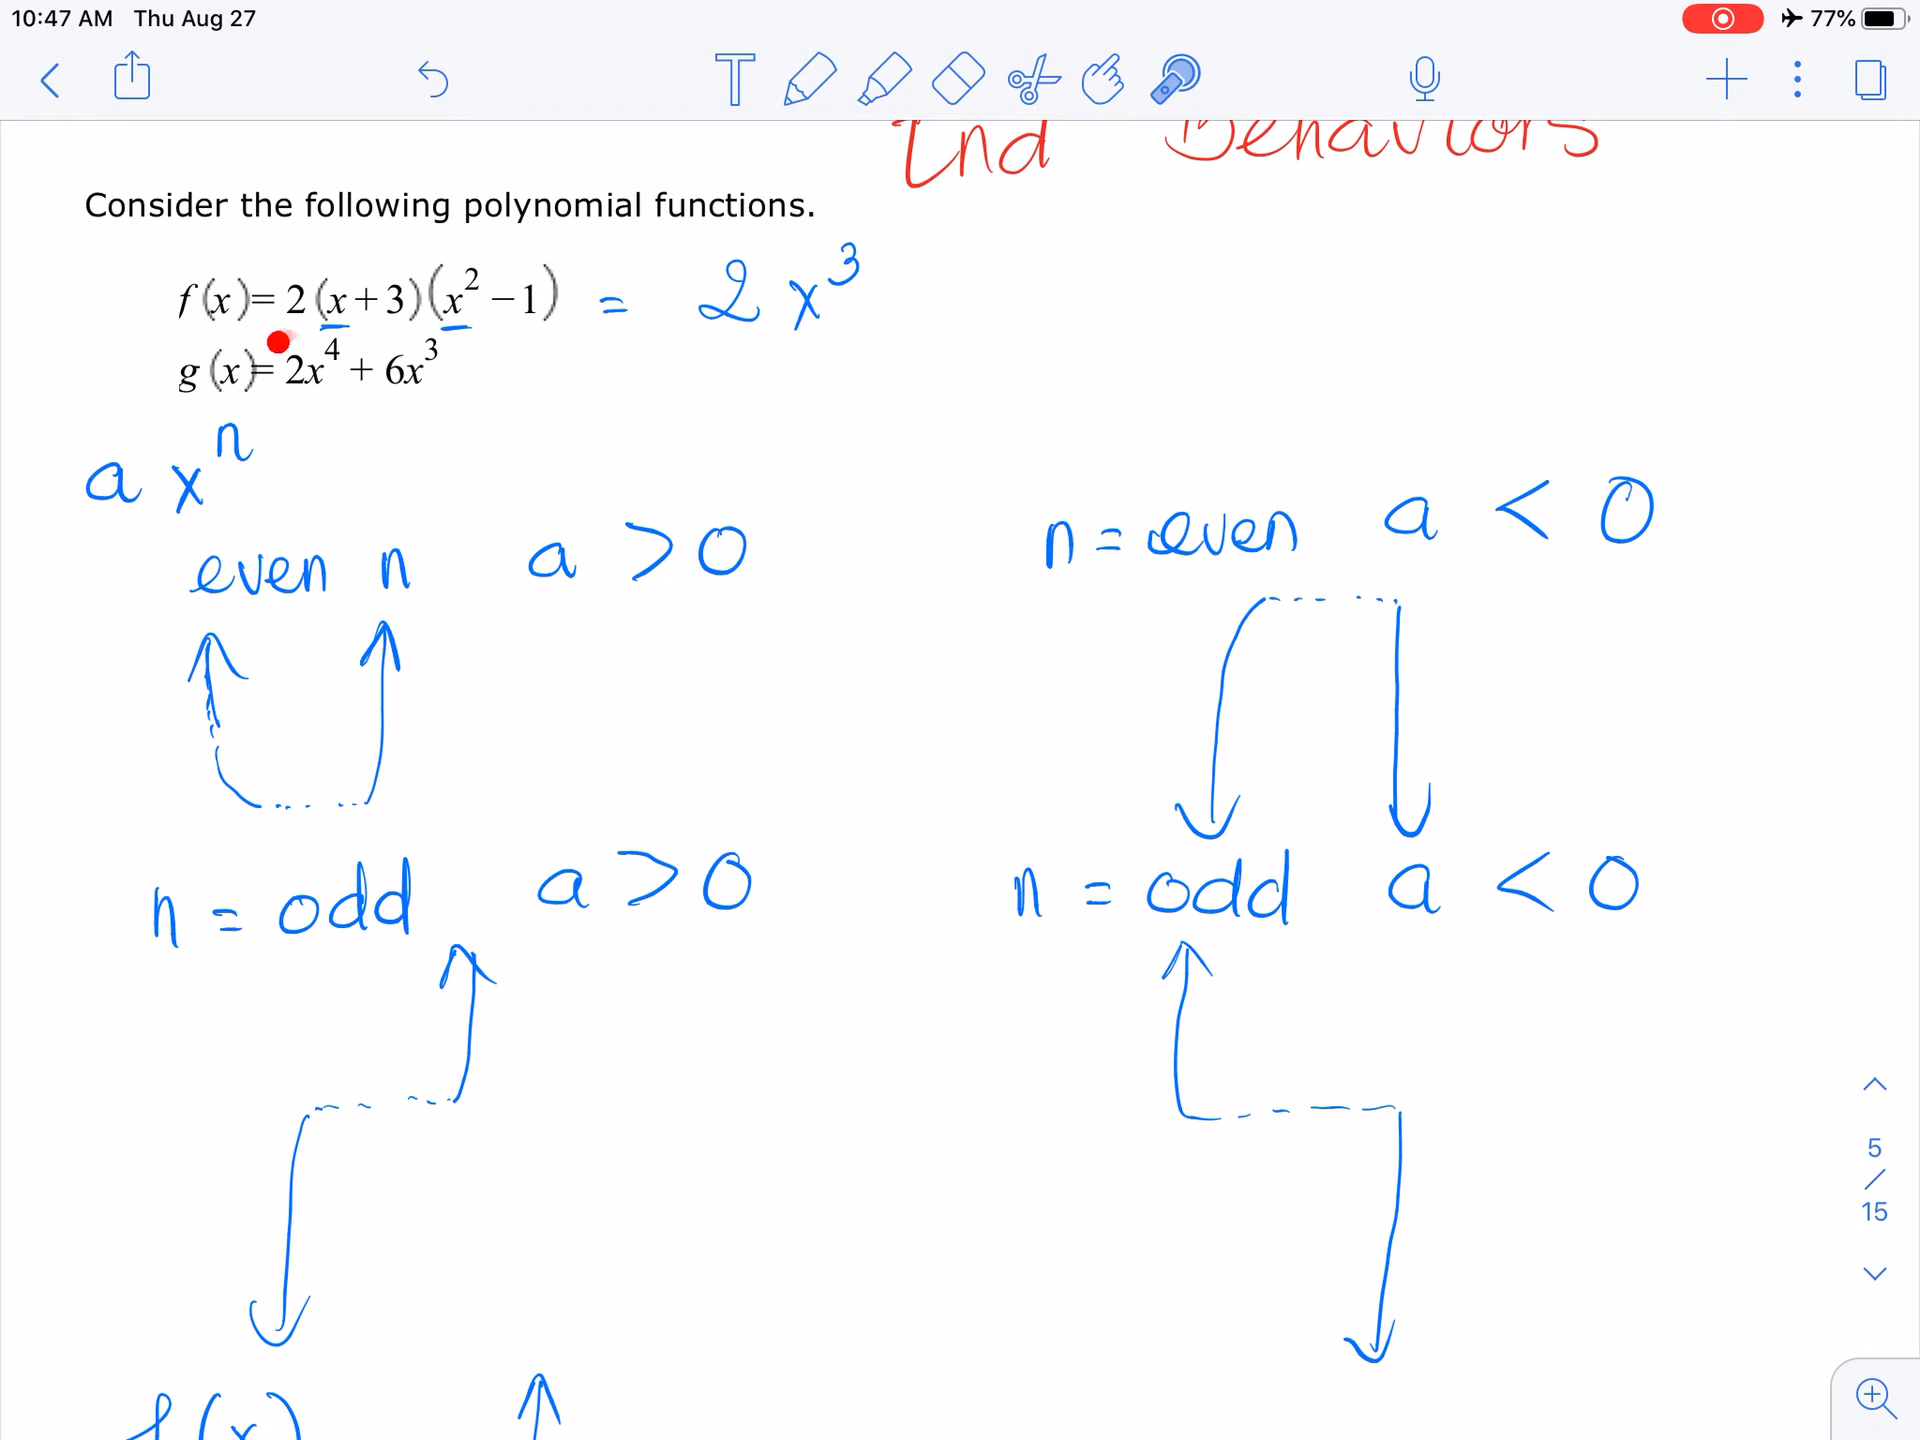 10:47 AM Thu Aug 27
77%
T
End Behaviors
Consider the following polynomial functions.
f(x)= 2(x+3)(x²−1) = 2x³
g(x)= 2x⁴ + 6x³
a xⁿ
even n a > 0
n = even a < 0
n = odd a > 0
n = odd a < 0
5
/
15
f(x)